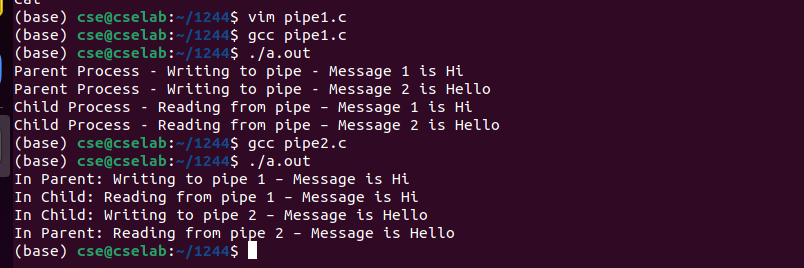 (base) cse@cselab:~/1244$ vim pipe1.c
(base) cse@cselab:~/1244$ gcc pipe1.c
(base) cse@cselab:~/1244$ ./a.out
Parent Process - Writing to pipe - Message 1 is Hi
Parent Process - Writing to pipe - Message 2 is Hello
Child Process - Reading from pipe – Message 1 is Hi
Child Process - Reading from pipe – Message 2 is Hello
(base) cse@cselab:~/1244$ gcc pipe2.c
(base) cse@cselab:~/1244$ ./a.out
In Parent: Writing to pipe 1 – Message is Hi
In Child: Reading from pipe 1 – Message is Hi
In Child: Writing to pipe 2 – Message is Hello
In Parent: Reading from pipe 2 – Message is Hello
(base) cse@cselab:~/1244$